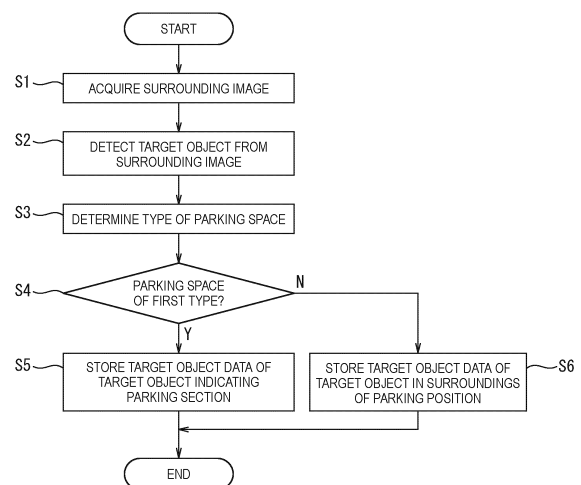 START
S1
ACQUIRE SURROUNDING IMAGE
S2
DETECT TARGET OBJECT FROM
SURROUNDING IMAGE
S3
DETERMINE TYPE OF PARKING SPACE
S4
PARKING SPACE
OF FIRST TYPE?
N
Y
S5
STORE TARGET OBJECT DATA OF
TARGET OBJECT INDICATING
PARKING SECTION
STORE TARGET OBJECT DATA OF
TARGET OBJECT IN SURROUNDINGS
OF PARKING POSITION
S6
END